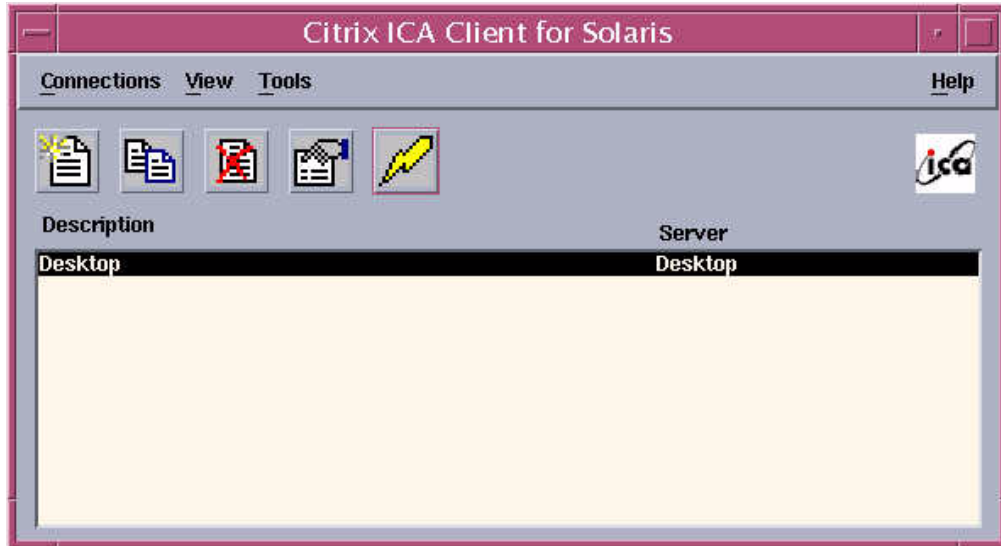 Citrix ICA Client for Solaris
Connections View Tools Help
ica
Description Server
Desktop Desktop